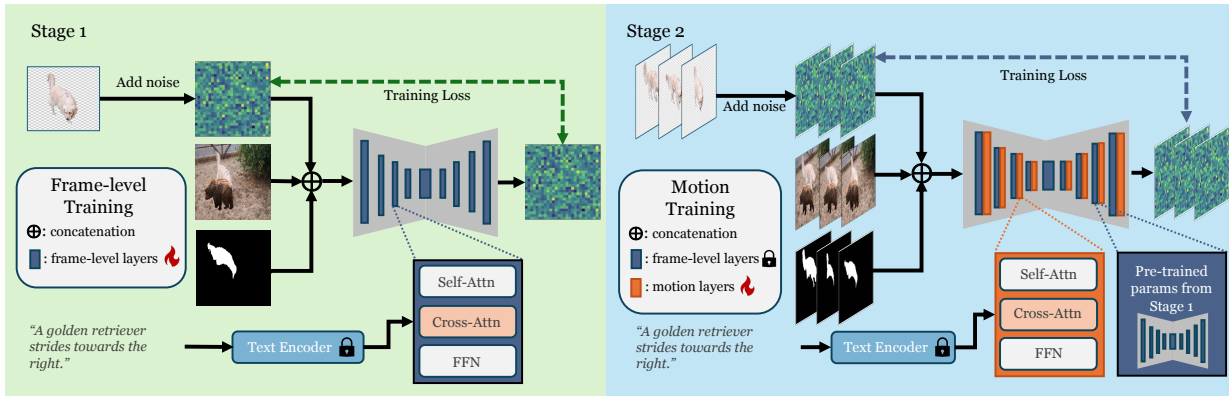 Stage 1
Add noise
Training Loss
Frame-level
Training
⊕: concatenation
: frame-level layers
"A golden retriever
strides towards the
right."
Text Encoder
Self-Attn
Cross-Attn
FFN
Stage 2
Add noise
Training Loss
Motion
Training
⊕: concatenation
: frame-level layers
: motion layers
"A golden retriever
strides towards the
right."
Text Encoder
Self-Attn
Cross-Attn
FFN
Pre-trained
params from
Stage 1